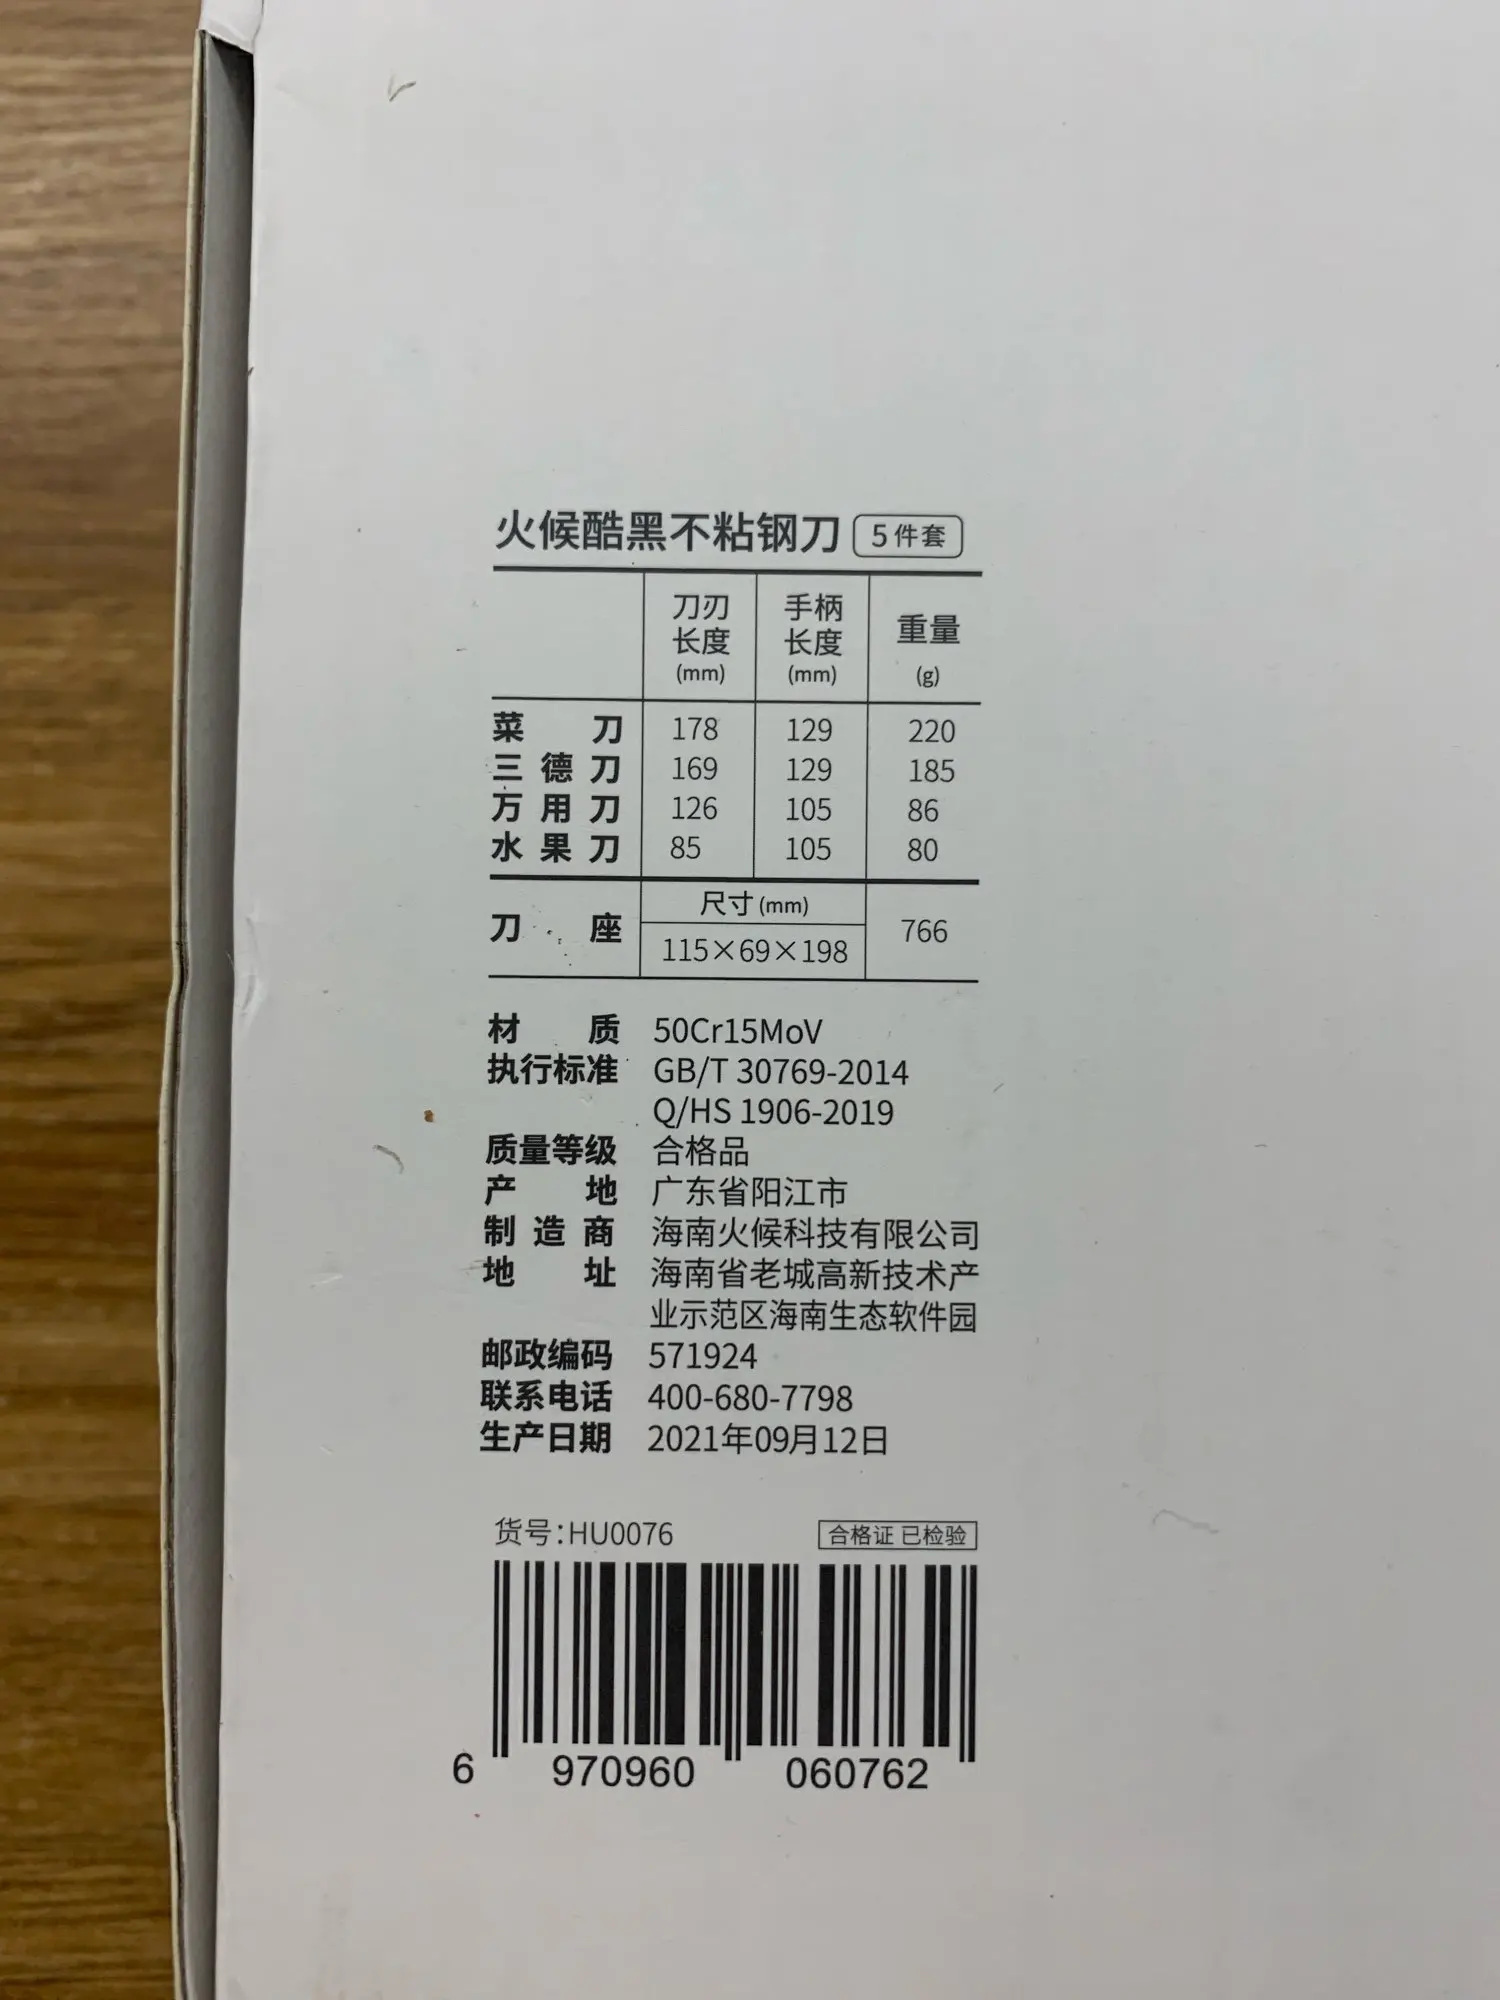 火候酷黑不粘钢刀 5件套
刀刃长度(mm) 手柄长度(mm) 重量(g)
菜刀 178 129 220
三德刀 169 129 185
万用刀 126 105 86
水果刀 85 105 80
刀座 尺寸(mm) 115×69×198 766
材质 50Cr15MoV
执行标准 GB/T 30769-2014
Q/HS 1906-2019
质量等级 合格品
产地 广东省阳江市
制造商 海南火候科技有限公司
地址 海南省老城高新技术产
业示范区海南生态软件园
邮政编码 571924
联系电话 400-680-7798
生产日期 2021年09月12日
货号:HU0076 合格证 已检验
6 970960 060762